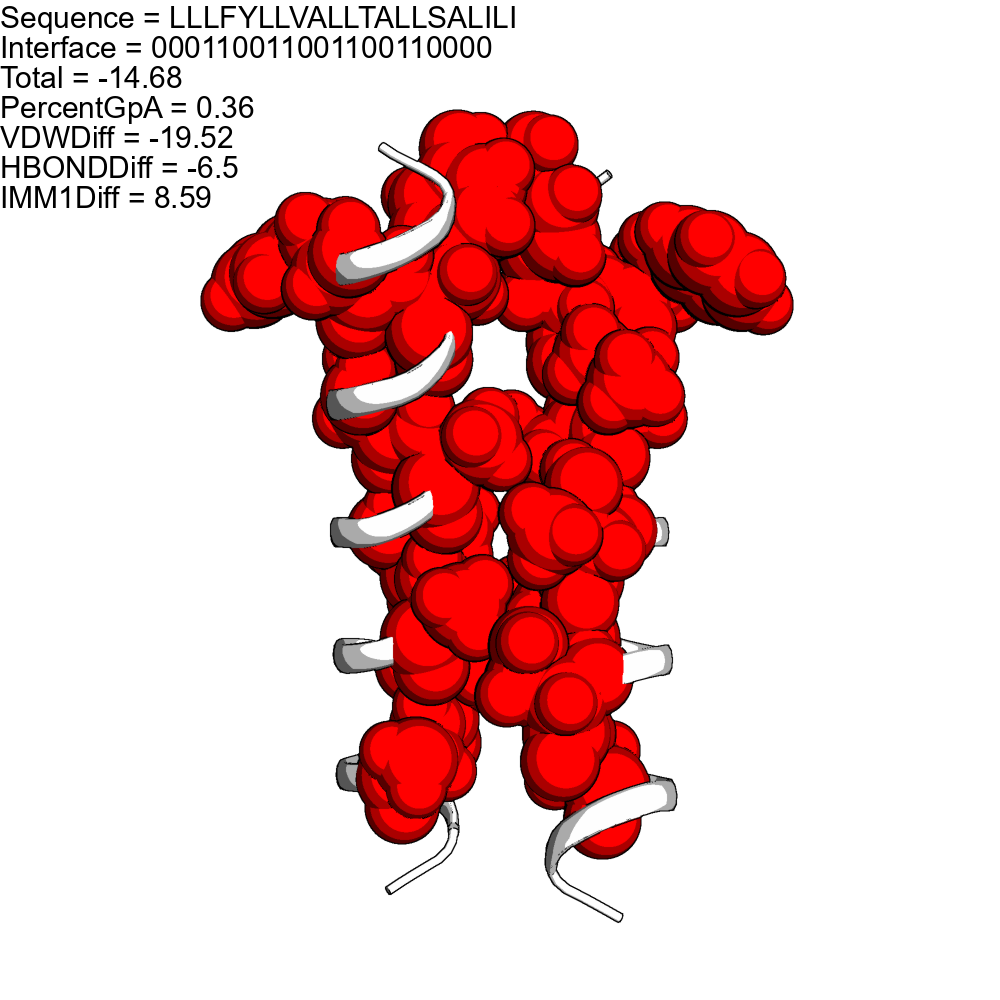 Sequence = LLLFYLLVALLTALLSALILI
Interface = 000110011001100110000
Total = -14.68
PercentGpA = 0.36
VDWDiff = -19.52
HBONDDiff = -6.5
IMM1Diff = 8.59